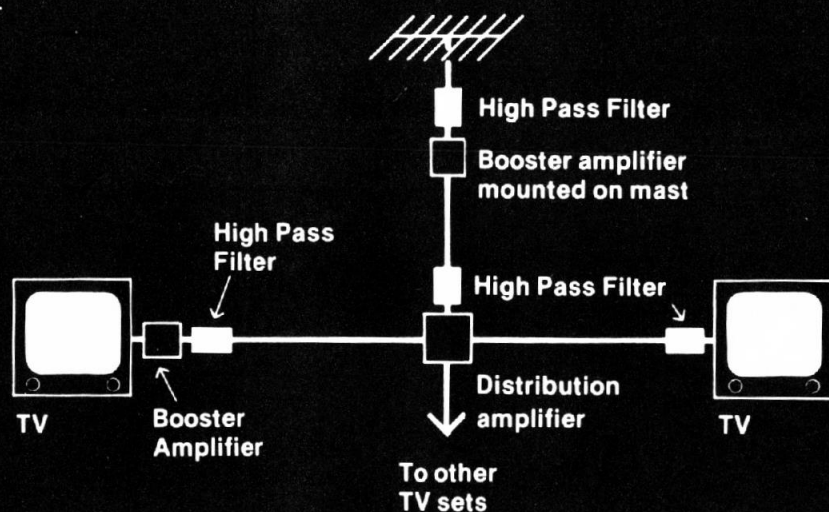 High Pass Filter
Booster amplifier
mounted on mast
High Pass
Filter
High Pass Filter
TV
Booster
Amplifier
Distribution
amplifier
TV
To other
TV sets